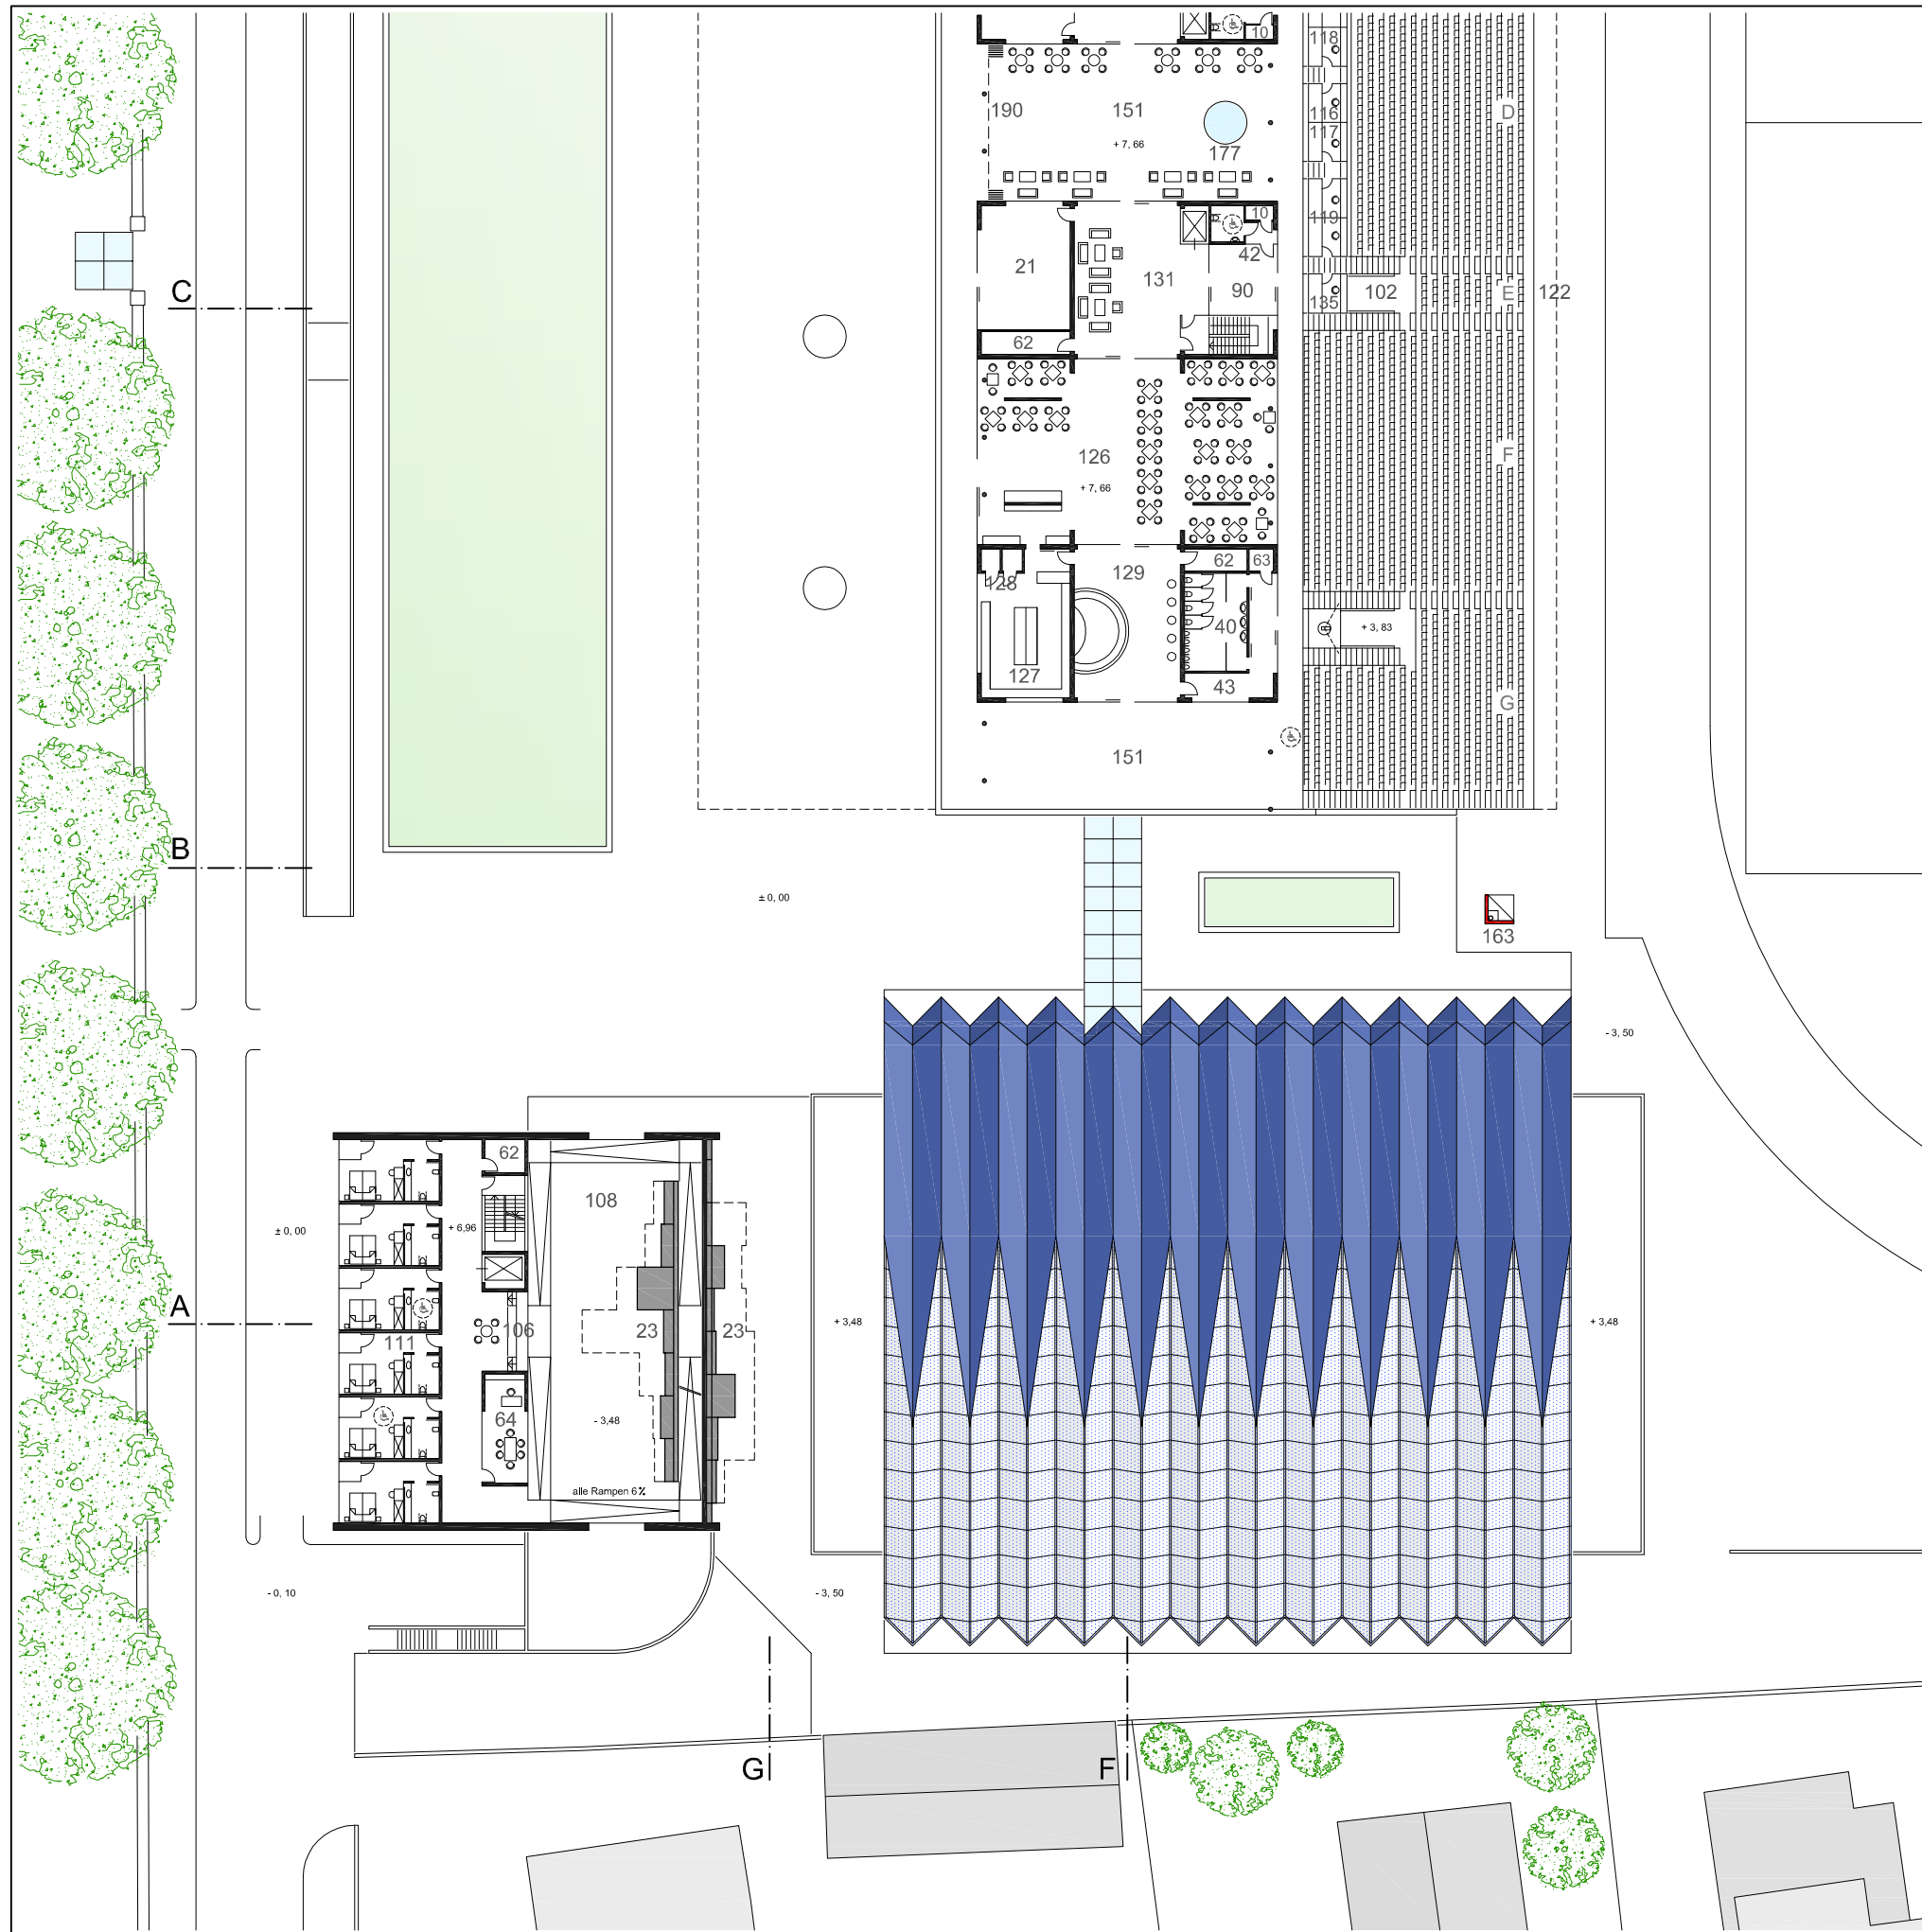 118
10
190
151
116
D
+ 7, 66
117
177
10
119
42
21
131
90
C
135
102
E
122
62
126
F
+ 7, 66
129
62
63
128
40
+ 3, 83
127
43
G
151
B
± 0, 00
163
- 3, 50
62
108
± 0, 00
+ 6,96
A
106
23
23
+ 3,48
+ 3,48
111
64
- 3,48
alle Rampen 6%
- 0, 10
- 3, 50
G
F